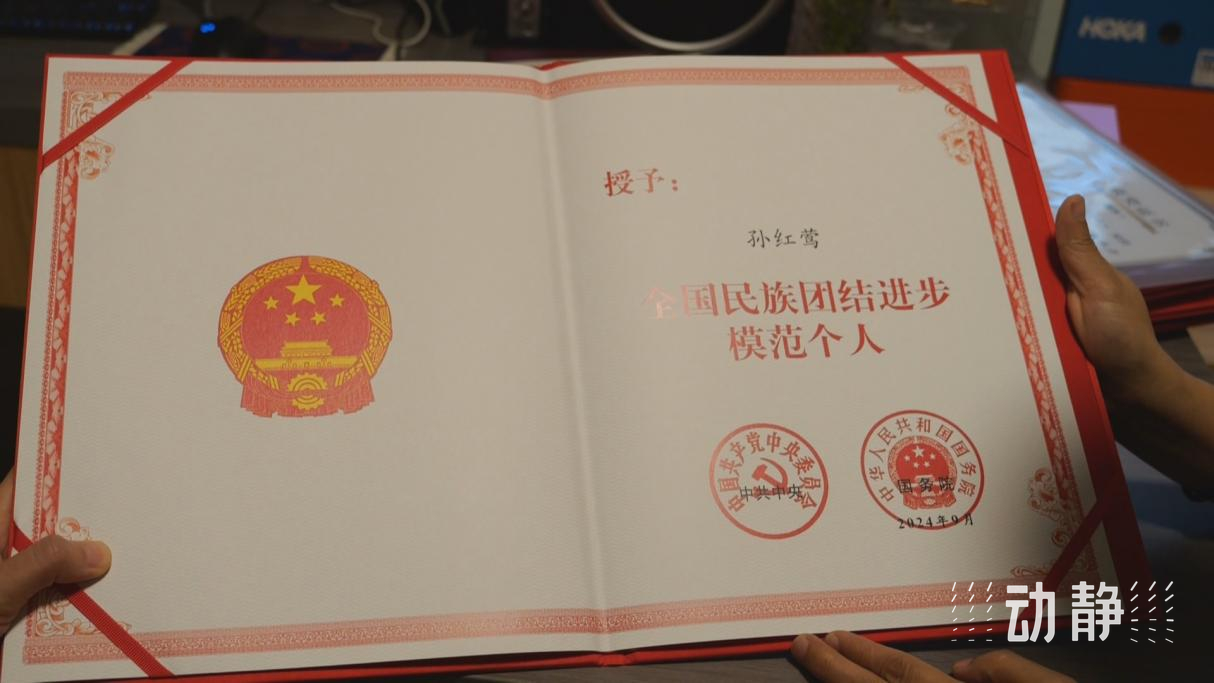 HOKA
授予：
孙红莺
全国民族团结进步
模范个人
中国共产党中央委员会
中共中央
中华人民共和国国务院
国务院
2024年9月
动静